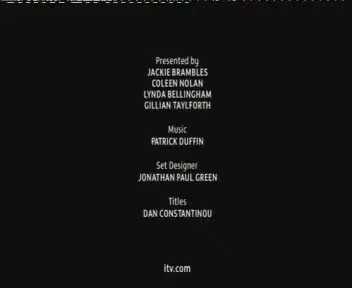 Presented by
JACKIE BRAMBLES
COLEEN NOLAN
LYNDA BELLINGHAM
GILLIAN TAYLFORTH
Music
PATRICK DUFFIN
Set Designer
JONATHAN PAUL GREEN
Titles
DAN CONSTANTINOU
itv.com